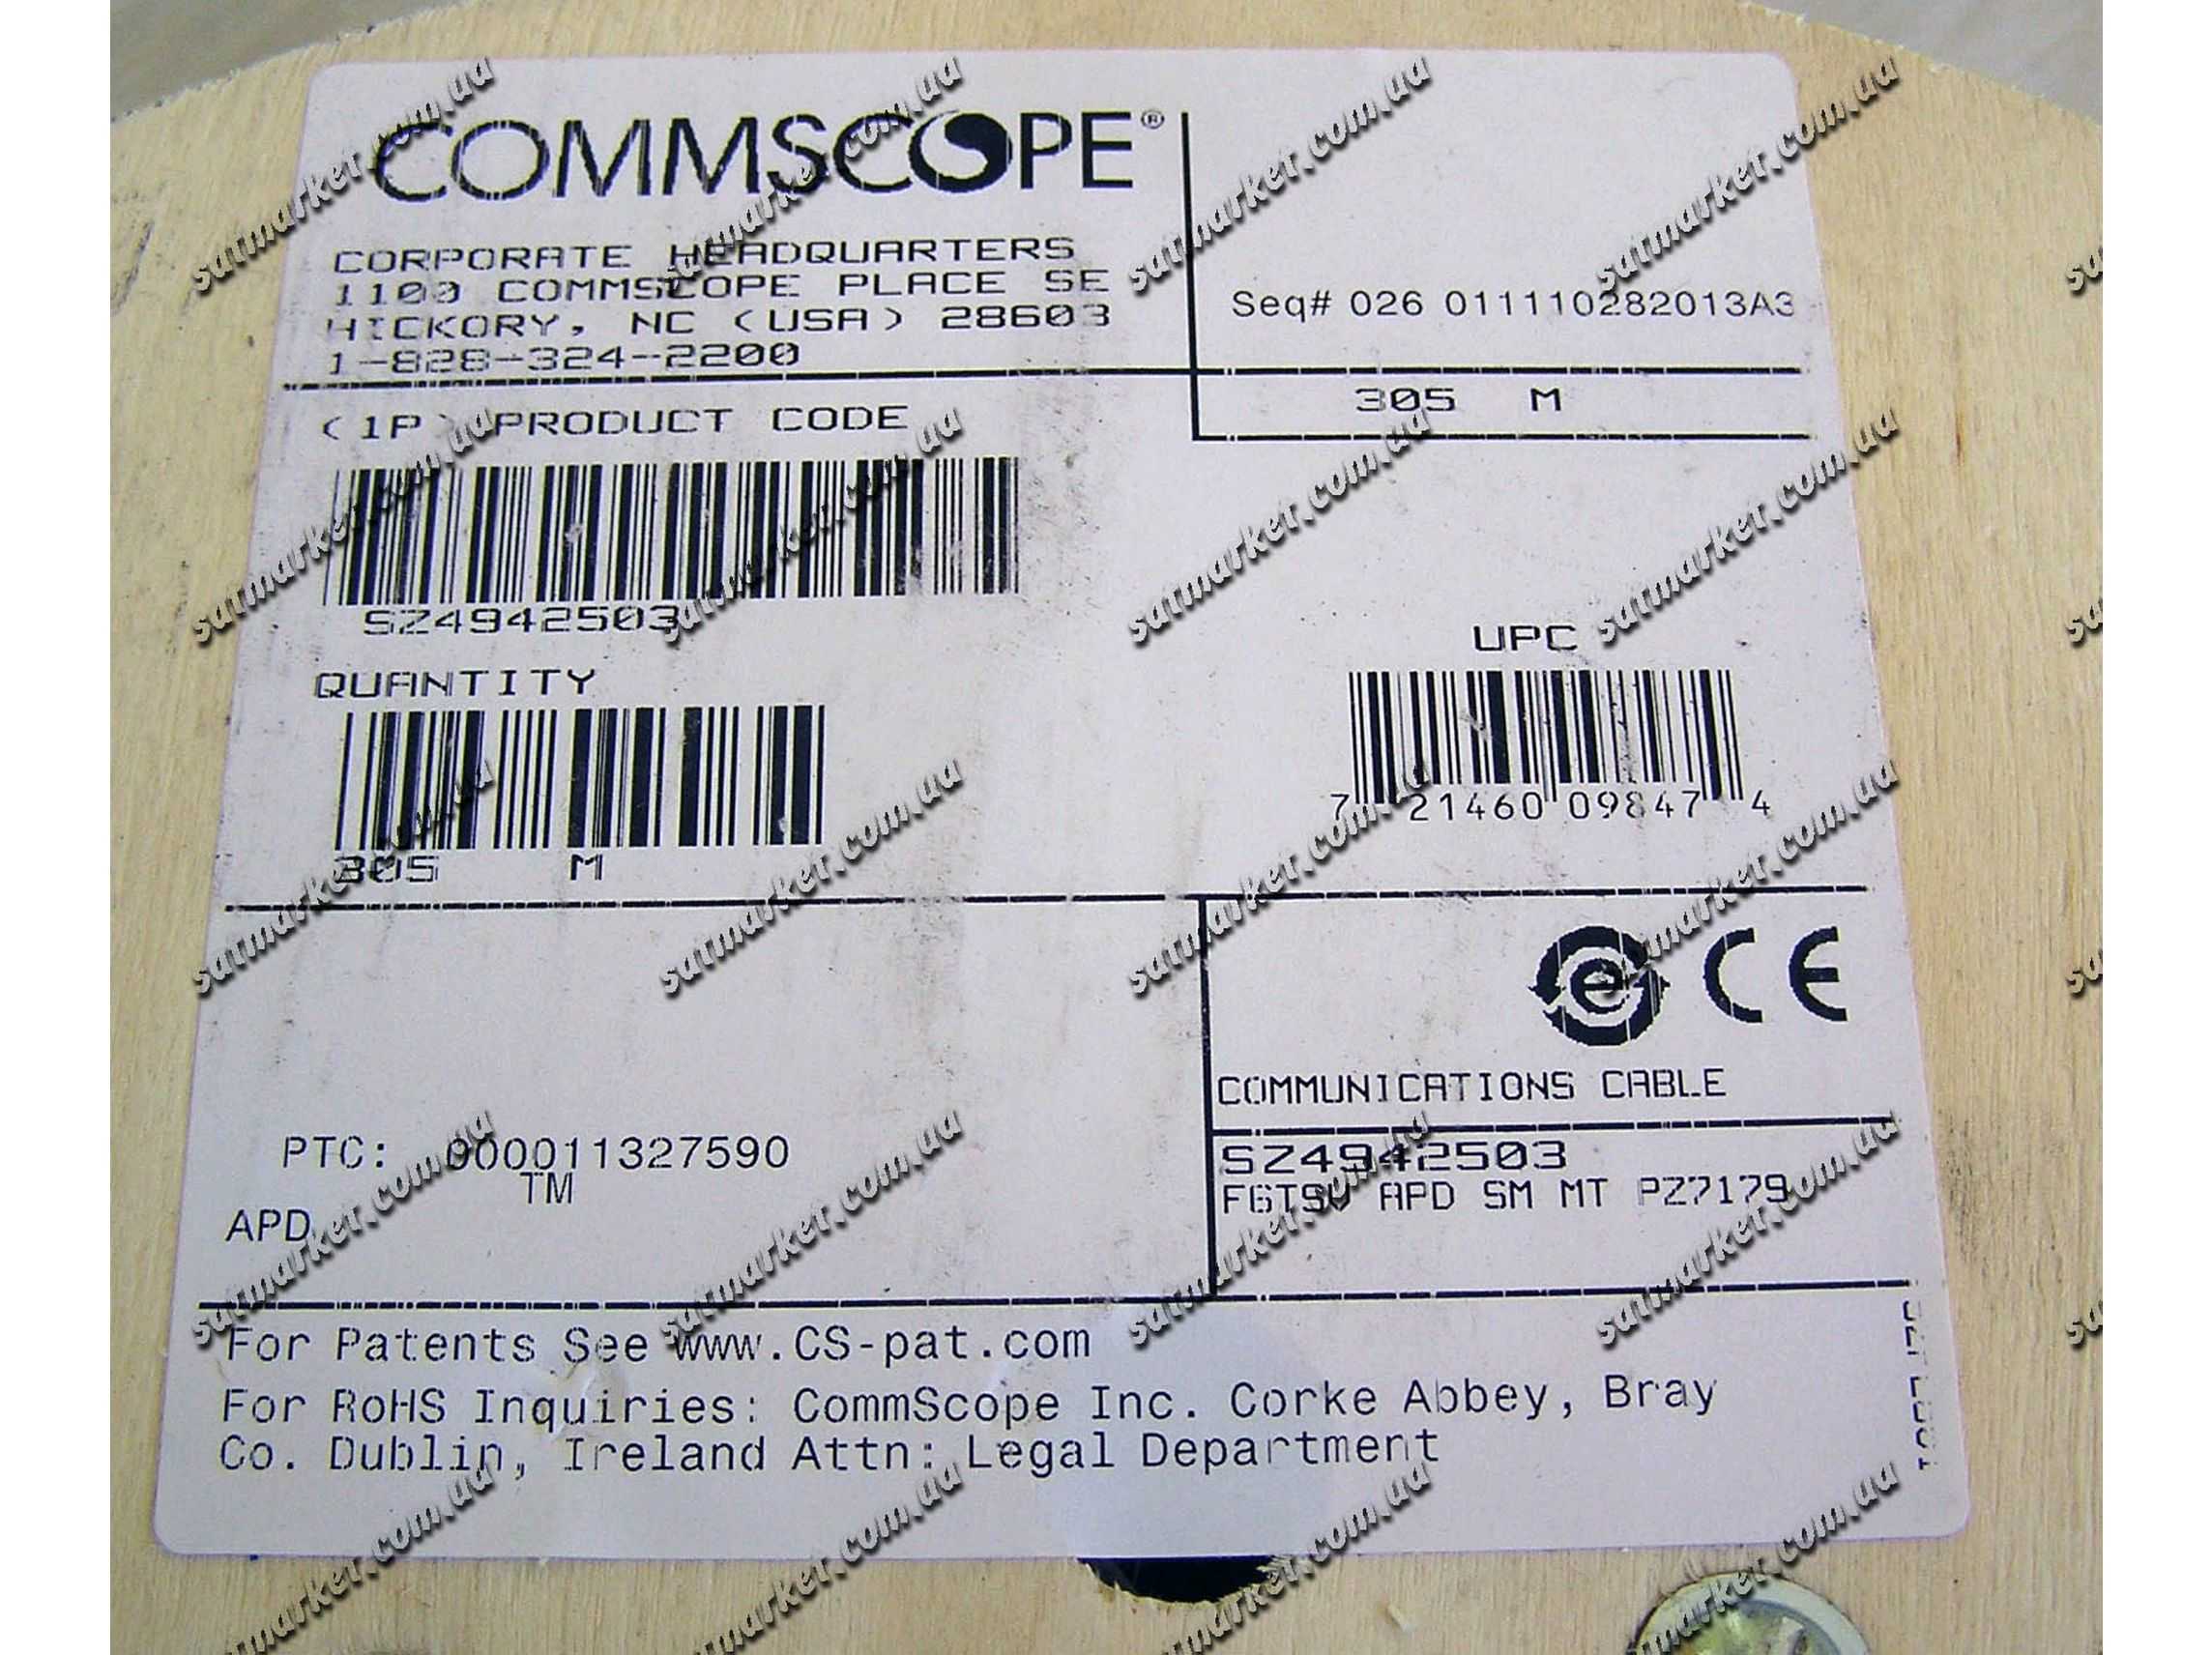 COMMSCOPE®
CORPORATE HEADQUARTERS
1100 COMMSCOPE PLACE SE
HICKORY, NC (USA) 28603
1-828-324-2200
Seq# 026 011110282013A3
305 M
(1P) PRODUCT CODE
SZ4942503
QUANTITY
305 M
UPC
7 21460 09847 4
e CE
COMMUNICATIONS CABLE
PTC: 000011327590
TM
APD
SZ4942503
F6TSV APD SM MT PZ7179
For Patents See www.CS-pat.com
For RoHS Inquiries: CommScope Inc. Corke Abbey, Bray
Co. Dublin, Ireland Attn: Legal Department
satmarket.com.ua